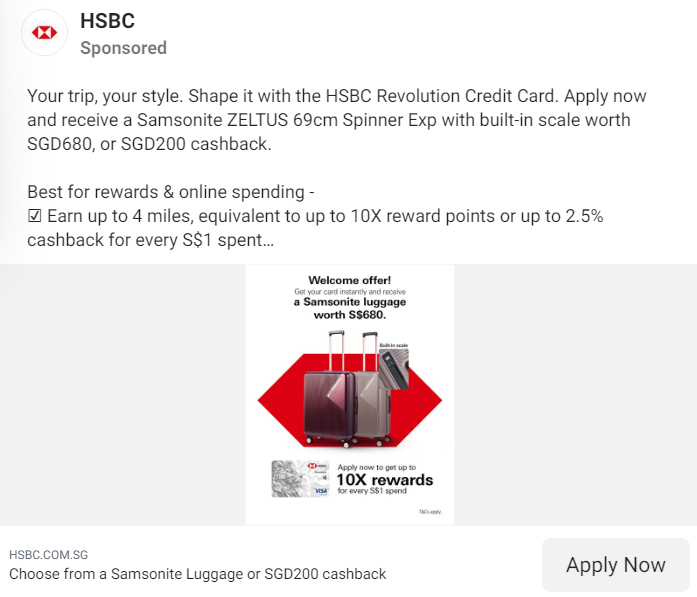 HSBC
Sponsored
Your trip, your style. Shape it with the HSBC Revolution Credit Card. Apply now
and receive a Samsonite ZELTUS 69cm Spinner Exp with built-in scale worth
SGD680, or SGD200 cashback.
Best for rewards & online spending -
☑ Earn up to 4 miles, equivalent to up to 10X reward points or up to 2.5%
cashback for every S$1 spent...
Welcome offer!
Get your card instantly and receive
a Samsonite luggage
worth S$680.
Built-in scale
HSBC
VISA
Apply now to get up to
10X rewards
for every S$1 spend
T&Cs apply.
HSBC.COM.SG
Choose from a Samsonite Luggage or SGD200 cashback
Apply Now